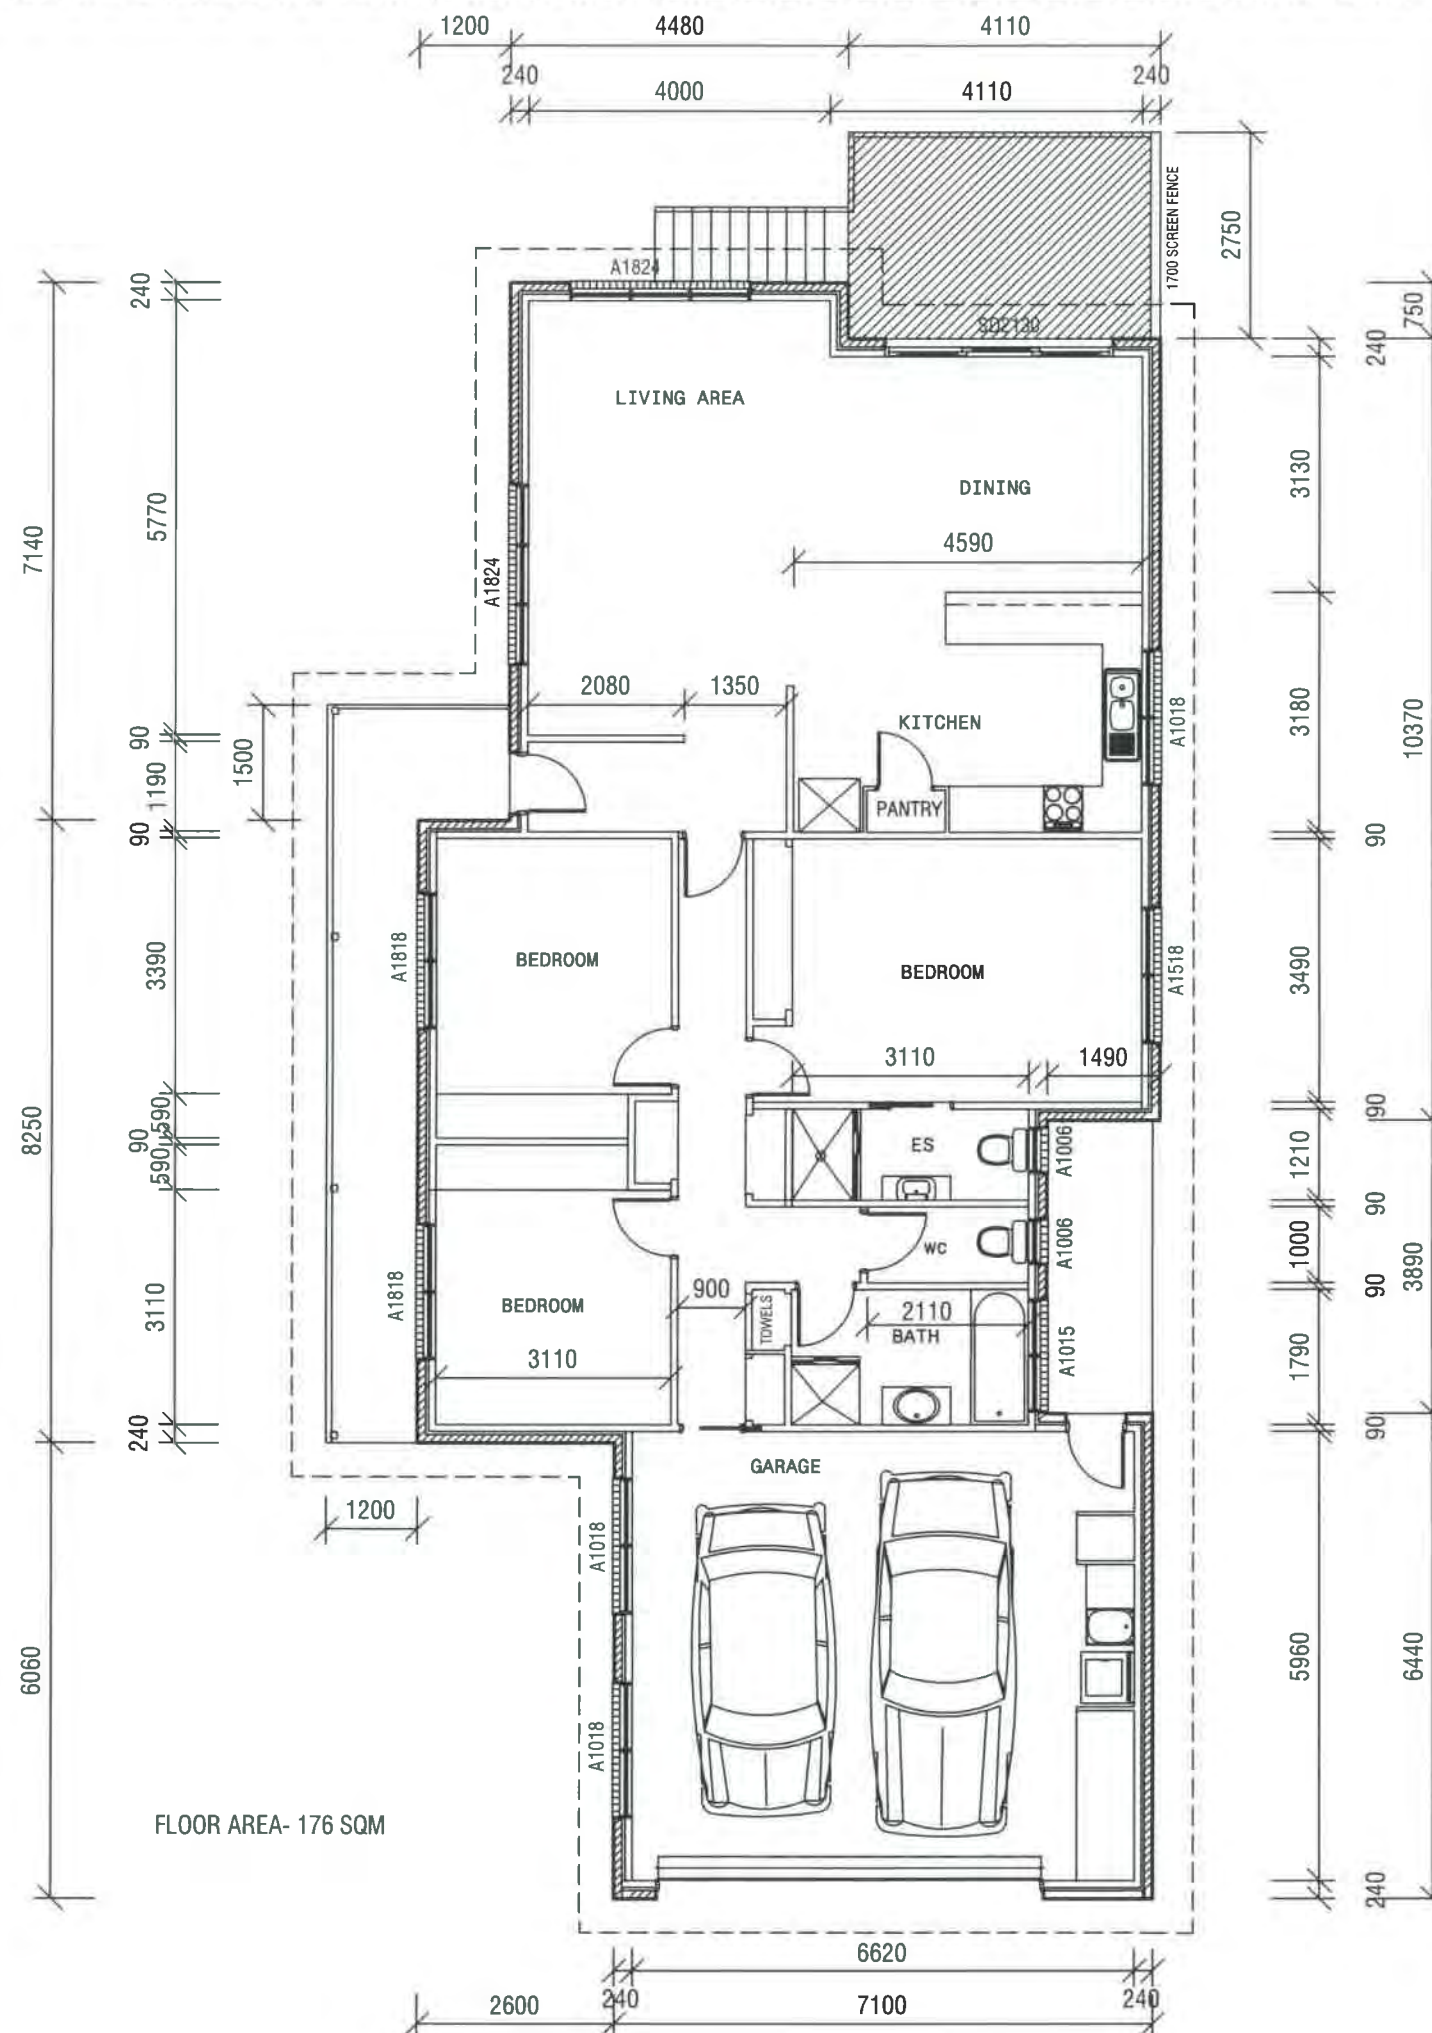 1200 4480 4110
240 240
4000 4110
1700 SCREEN FENCE
2750
A1824
240
750
SD2130
240
LIVING AREA
DINING
3130
5770
7140
4590
A1824
2080 1350
KITCHEN
A1018
3180
10370
90
1500
1190
PANTRY
90
90
A1818
BEDROOM
BEDROOM
A1518
3390
3490
3110 1490
590
90
8250
90
590
ES
A1006
1210
90
WC
A1006
1000
3890
90
900
TOWELS
2110
BATH
A1015
1790
A1818
BEDROOM
3110
3110
240
90
GARAGE
1200
A1018
6060
5960
6440
A1018
FLOOR AREA- 176 SQM
240
6620
240 240
2600 7100